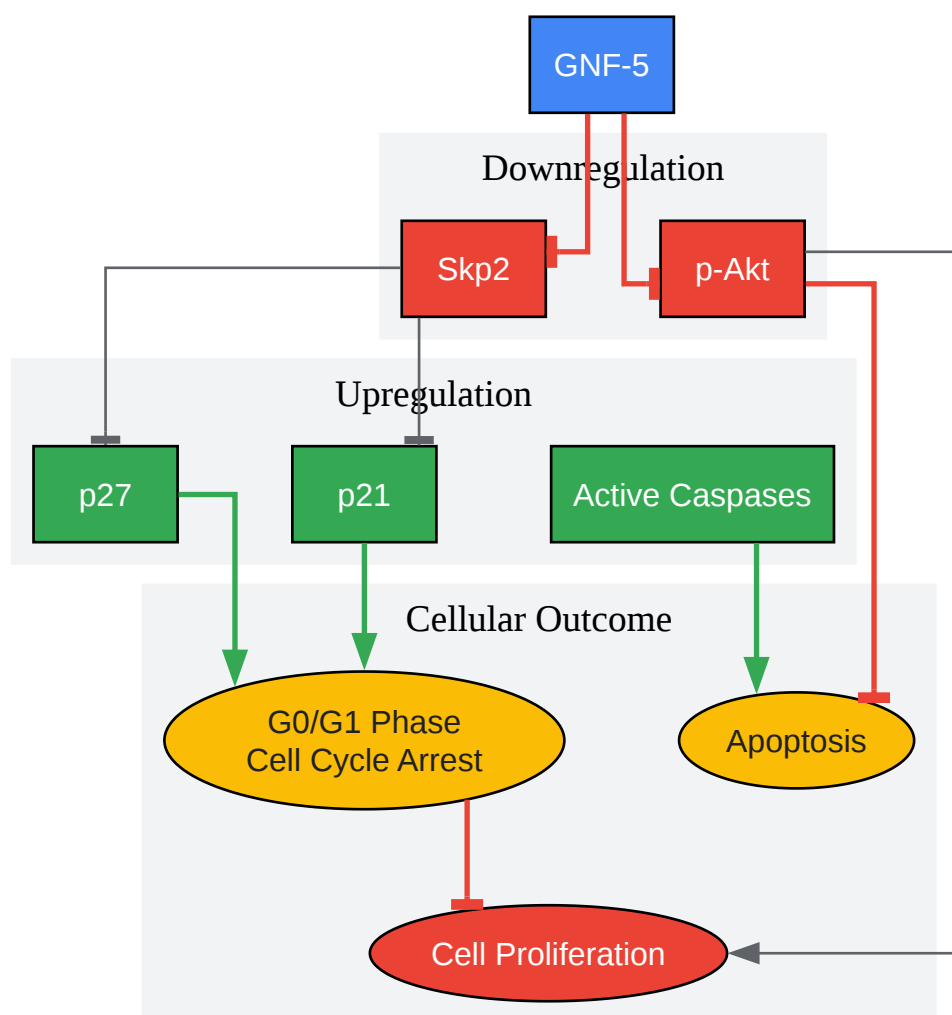 GNF-5
Downregulation
Skp2
p-Akt
Upregulation
p27
p21
Active Caspases
Cellular Outcome
G0/G1 Phase
Cell Cycle Arrest
Apoptosis
Cell Proliferation